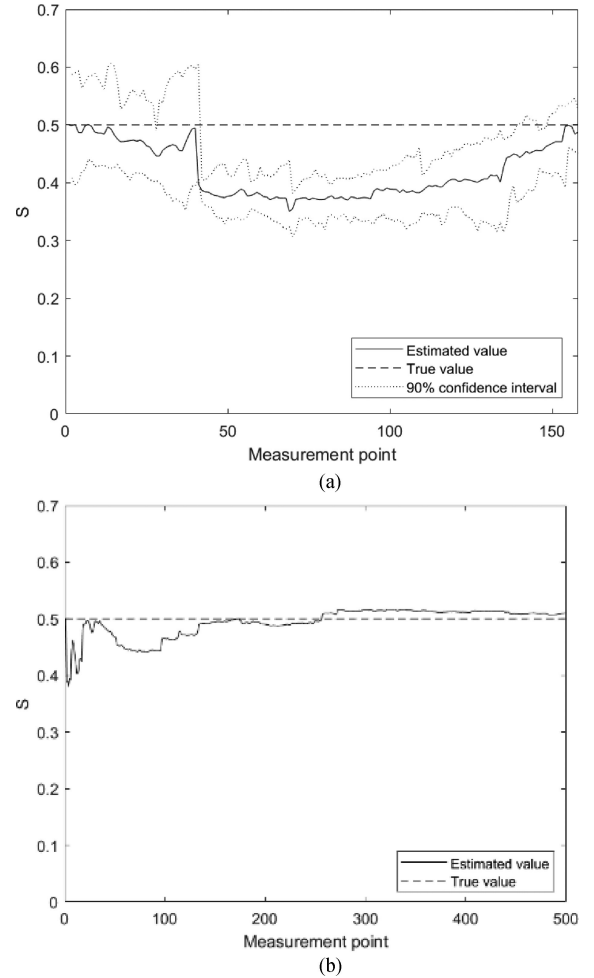 0.7
0.6
0.5
0.4
S
0.3
0.2
0.1
0
Estimated value
True value
90% confidence interval
0 50 100 150
Measurement point
(a)
0.7
0.6
0.5
0.4
S
0.3
0.2
0.1
0
Estimated value
True value
0 100 200 300 400 500
Measurement point
(b)